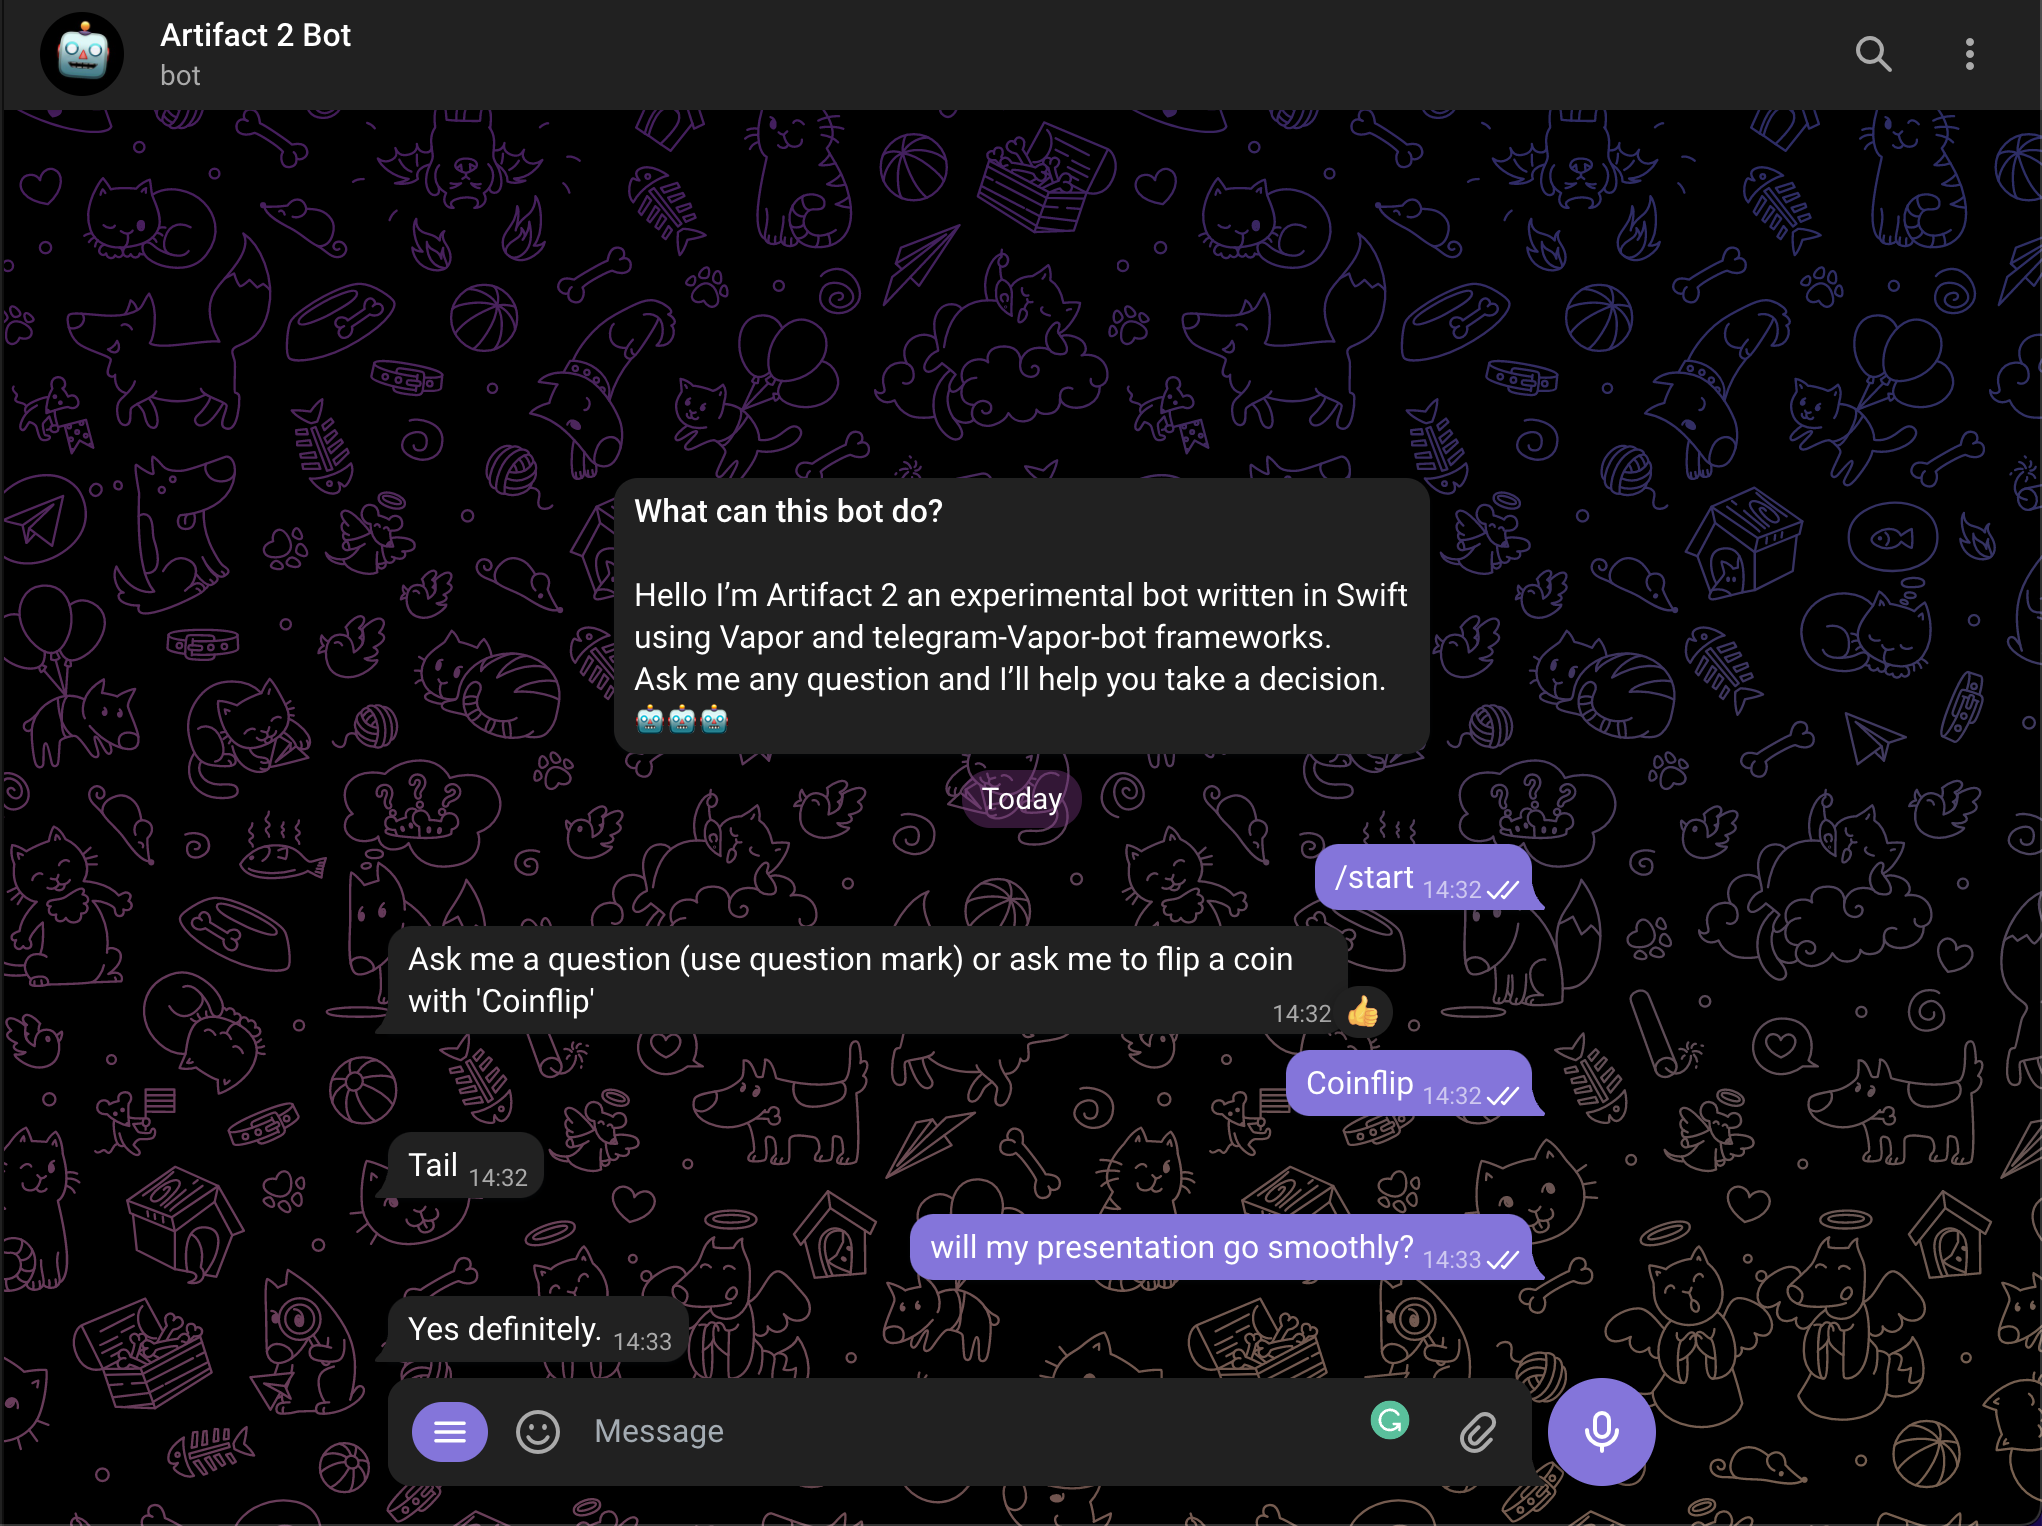 Artifact 2 Bot
bot
What can this bot do?
Hello I’m Artifact 2 an experimental bot written in Swift
using Vapor and telegram-Vapor-bot frameworks.
Ask me any question and I’ll help you take a decision.
🤖🤖🤖
Today
/start 14:32
Ask me a question (use question mark) or ask me to flip a coin
with 'Coinflip' 14:32 👍
Coinflip 14:32
Tail 14:32
will my presentation go smoothly? 14:33
Yes definitely. 14:33
Message